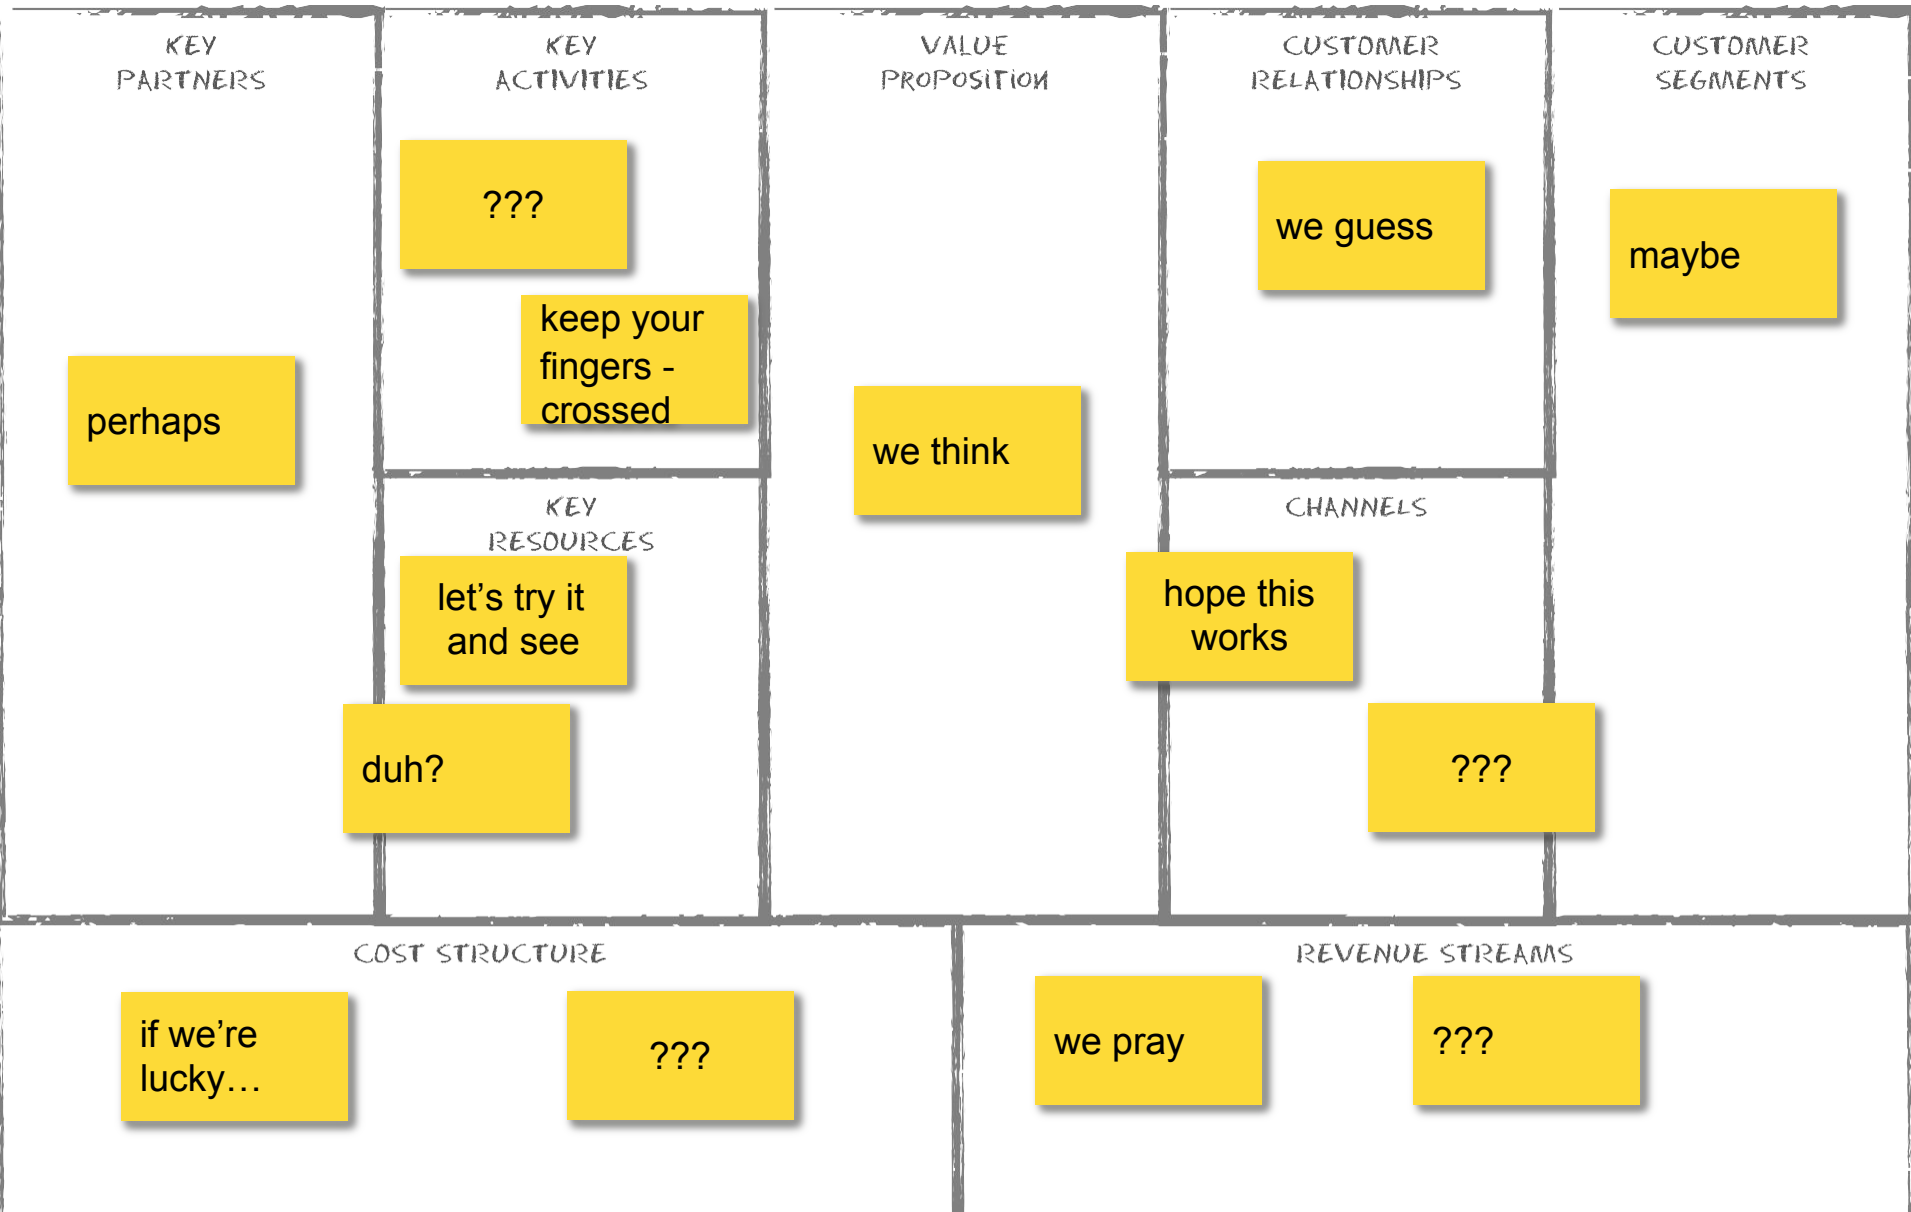 KEY
PARTNERS
perhaps
KEY
ACTIVITIES
???
keep your
fingers -
crossed
KEY
RESOURCES
let’s try it
and see
duh?
VALUE
PROPOSITION
we think
CUSTOMER
RELATIONSHIPS
we guess
CHANNELS
hope this
works
???
CUSTOMER
SEGMENTS
maybe
COST STRUCTURE
if we’re
lucky…
???
REVENUE STREAMS
we pray
???